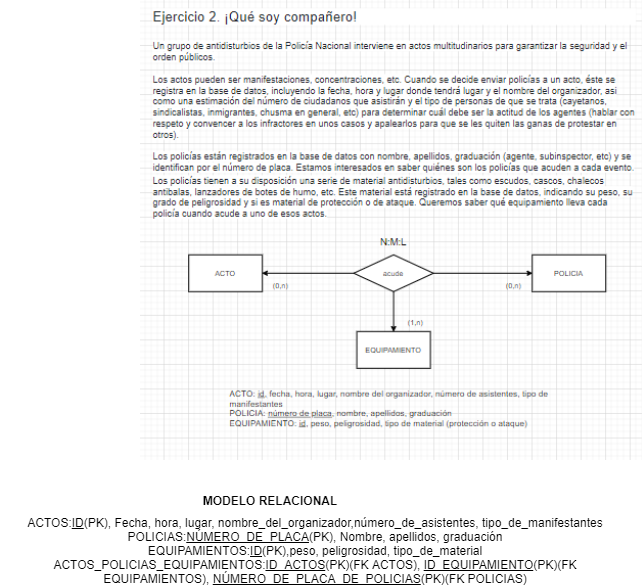 Ejercicio 2. ¡Qué soy compañero!
Un grupo de antidisturbios de la Policía Nacional interviene en actos multitudinarios para garantizar la seguridad y el
orden públicos.
Los actos pueden ser manifestaciones, concentraciones, etc. Cuando se decide enviar policías a un acto, éste se
registra en la base de datos, incluyendo la fecha, hora y lugar donde tendrá lugar y el nombre del organizador, así
como una estimación del número de ciudadanos que asistirán y el tipo de personas de que se trata (cayetanos,
sindicalistas, inmigrantes, chusma en general, etc) para determinar cuál debe ser la actitud de los agentes (hablar con
respeto y convencer a los infractores en unos casos y apalearlos para que se les quiten las ganas de protestar en
otros).
Los policías están registrados en la base de datos con nombre, apellidos, graduación (agente, subinspector, etc) y se
identifican por el número de placa. Estamos interesados en saber quiénes son los policías que acuden a cada evento.
Los policías tienen a su disposición una serie de material antidisturbios, tales como escudos, cascos, chalecos
antibalas, lanzadores de botes de humo, etc. Este material está registrado en la base de datos, indicando su peso, su
grado de peligrosidad y si es material de protección o de ataque. Queremos saber qué equipamiento lleva cada
policía cuando acude a uno de esos actos.
N:M:L
ACTO
acude
POLICIA
(0,n)
(0,n)
(1,n)
EQUIPAMIENTO
ACTO: id, fecha, hora, lugar, nombre del organizador, número de asistentes, tipo de
manifestantes
POLICIA: número de placa, nombre, apellidos, graduación
EQUIPAMIENTO: id, peso, peligrosidad, tipo de material (protección o ataque)
MODELO RELACIONAL
ACTOS:ID(PK), Fecha, hora, lugar, nombre_del_organizador,número_de_asistentes, tipo_de_manifestantes
POLICIAS:NÚMERO_DE_PLACA(PK), Nombre, apellidos, graduación
EQUIPAMIENTOS:ID(PK),peso, peligrosidad, tipo_de_material
ACTOS_POLICIAS_EQUIPAMIENTOS:ID_ACTOS(PK)(FK ACTOS), ID_EQUIPAMIENTO(PK)(FK
EQUIPAMIENTOS), NÚMERO_DE_PLACA_DE_POLICIAS(PK)(FK POLICIAS)